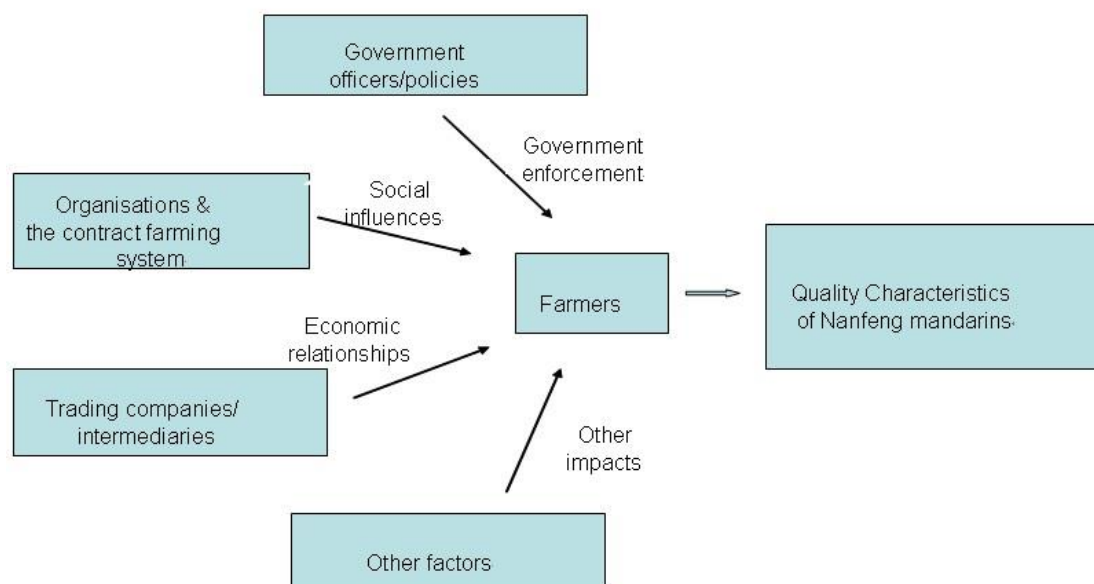 Government
officers/policies
Government
enforcement
Social
influences
Organisations &
the contract farming
system
Farmers
Quality Characteristics
of Nanfeng mandarins
Economic
relationships
Trading companies/
intermediaries
Other
impacts
Other factors